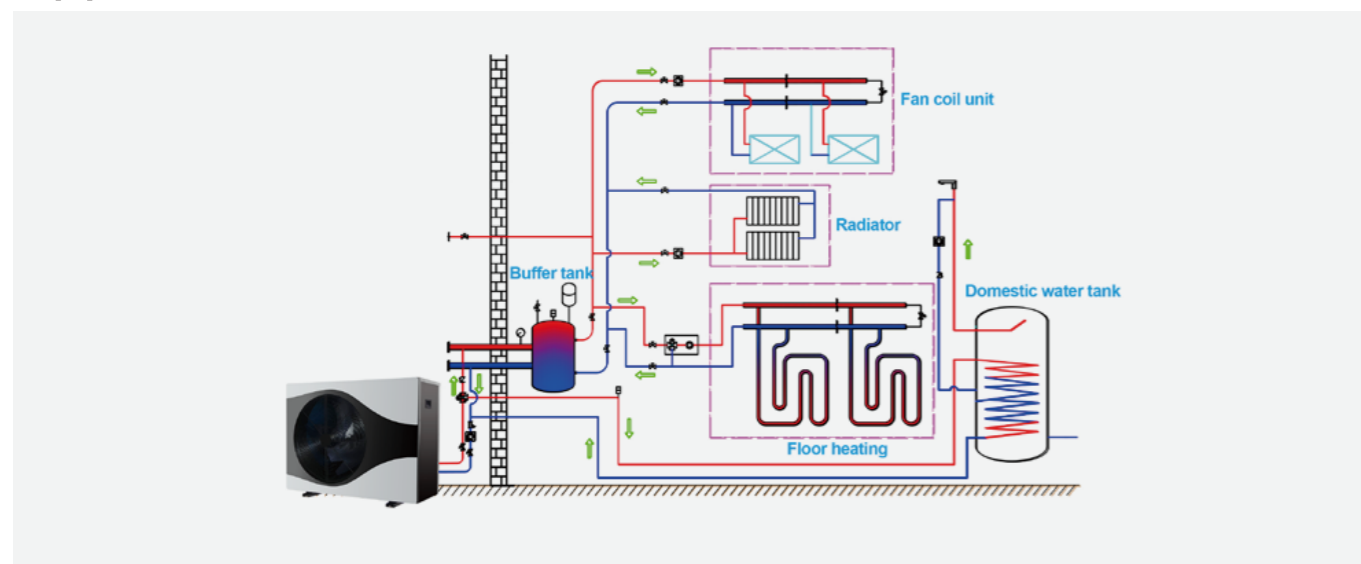 Fan coil unit
Radiator
Buffer tank
Domestic water tank
Floor heating